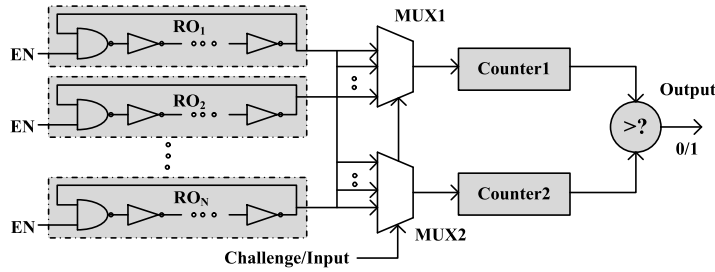 RO1
MUX1
EN
Counter1
RO2
Output
EN
>?
0/1
RON
Counter2
EN
MUX2
Challenge/Input